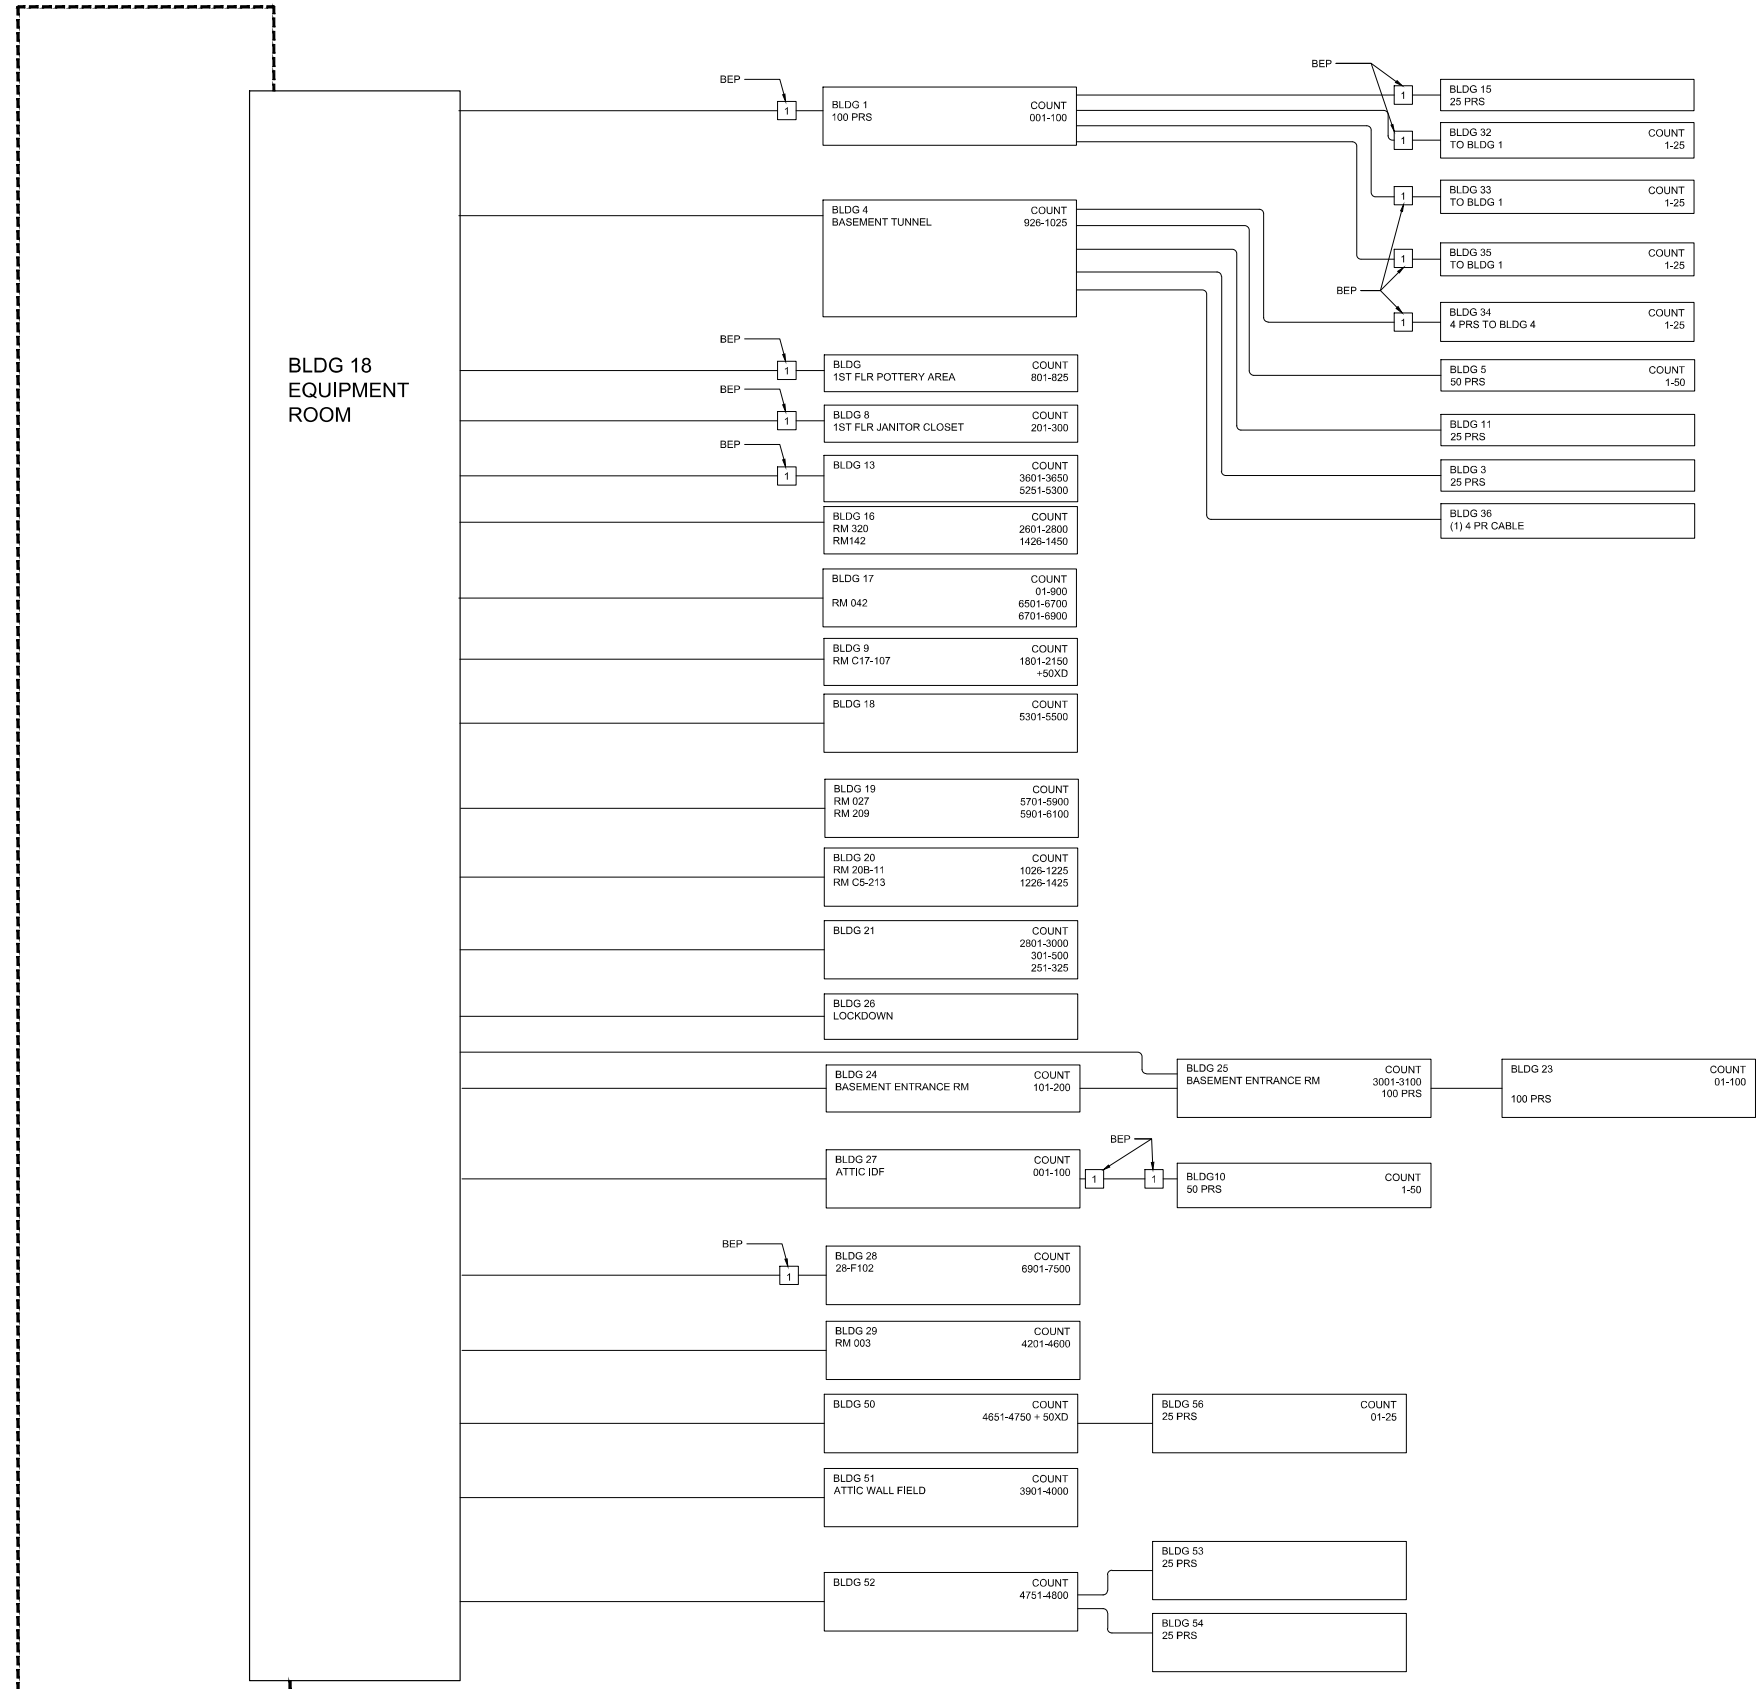 BLDG 18
EQUIPMENT
ROOM
BEP
1
BLDG 1 COUNT
100 PRS 001-100
BEP
1
BLDG 15
25 PRS
1
BLDG 32 COUNT
TO BLDG 1 1-25
1
BLDG 33 COUNT
TO BLDG 1 1-25
1
BLDG 35 COUNT
TO BLDG 1 1-25
BEP
1
BLDG 34 COUNT
4 PRS TO BLDG 4 1-25
BLDG 4 COUNT
BASEMENT TUNNEL 926-1025
BLDG 5 COUNT
50 PRS 1-50
BLDG 11
25 PRS
BLDG 3
25 PRS
BLDG 36
(1) 4 PR CABLE
BEP
1
BLDG COUNT
1ST FLR POTTERY AREA 801-825
BEP
1
BLDG 8 COUNT
1ST FLR JANITOR CLOSET 201-300
BEP
1
BLDG 13 COUNT
3601-3650
5251-5300
BLDG 16 COUNT
RM 320 2601-2800
RM142 1426-1450
BLDG 17 COUNT
01-900
RM 042 6501-6700
6701-6900
BLDG 9 COUNT
RM C17-107 1801-2150
+50XD
BLDG 18 COUNT
5301-5500
BLDG 19 COUNT
RM 027 5701-5900
RM 209 5901-6100
BLDG 20 COUNT
RM 20B-11 1026-1225
RM C5-213 1226-1425
BLDG 21 COUNT
2801-3000
301-500
251-325
BLDG 26
LOCKDOWN
BLDG 24 COUNT
BASEMENT ENTRANCE RM 101-200
BLDG 25 COUNT
BASEMENT ENTRANCE RM 3001-3100
100 PRS
BLDG 23 COUNT
01-100
100 PRS
BLDG 27 COUNT
ATTIC IDF 001-100
BEP
1
1
BLDG10 COUNT
50 PRS 1-50
BEP
1
BLDG 28 COUNT
28-F102 6901-7500
BLDG 29 COUNT
RM 003 4201-4600
BLDG 50 COUNT
4651-4750 + 50XD
BLDG 56 COUNT
25 PRS 01-25
BLDG 51 COUNT
ATTIC WALL FIELD 3901-4000
BLDG 52 COUNT
4751-4800
BLDG 53
25 PRS
BLDG 54
25 PRS